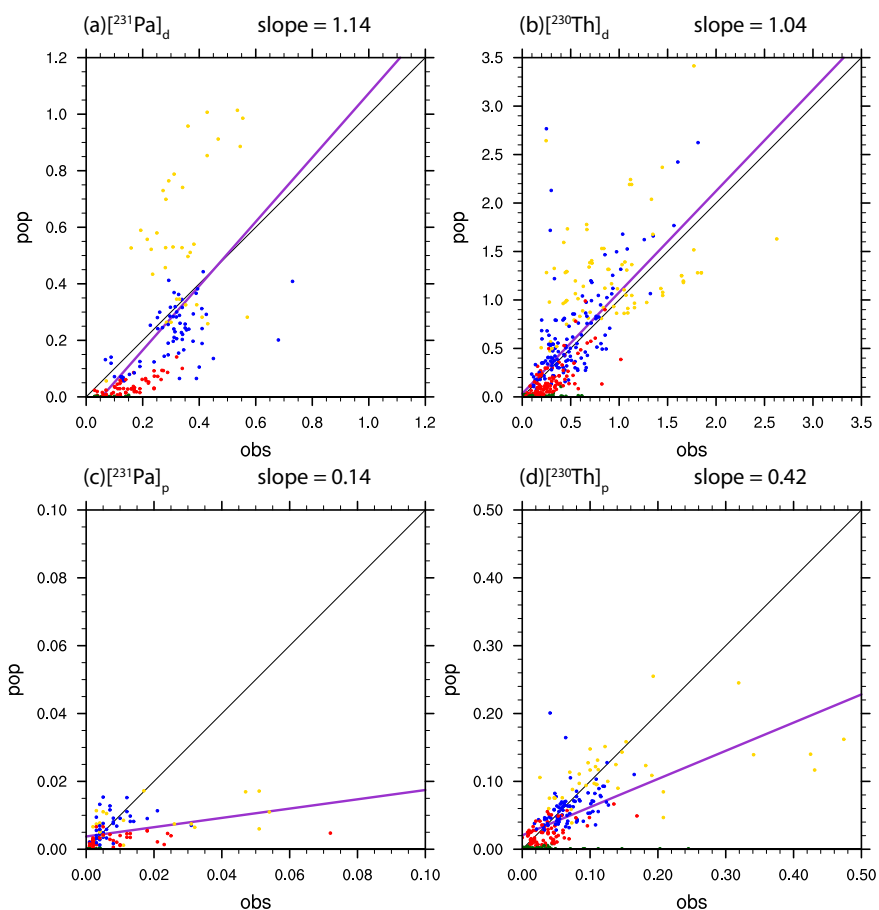 (a)[²³¹Pa]d slope = 1.14
(b)[²³⁰Th]d slope = 1.04
1.2
1.0
0.8
0.6
0.4
0.2
0.0
pop
0.0 0.2 0.4 0.6 0.8 1.0 1.2
obs
3.5
3.0
2.5
2.0
1.5
1.0
0.5
0.0
pop
0.0 0.5 1.0 1.5 2.0 2.5 3.0 3.5
obs
(c)[²³¹Pa]p slope = 0.14
(d)[²³⁰Th]p slope = 0.42
0.10
0.08
0.06
0.04
0.02
0.00
pop
0.00 0.02 0.04 0.06 0.08 0.10
obs
0.50
0.40
0.30
0.20
0.10
0.00
pop
0.00 0.10 0.20 0.30 0.40 0.50
obs